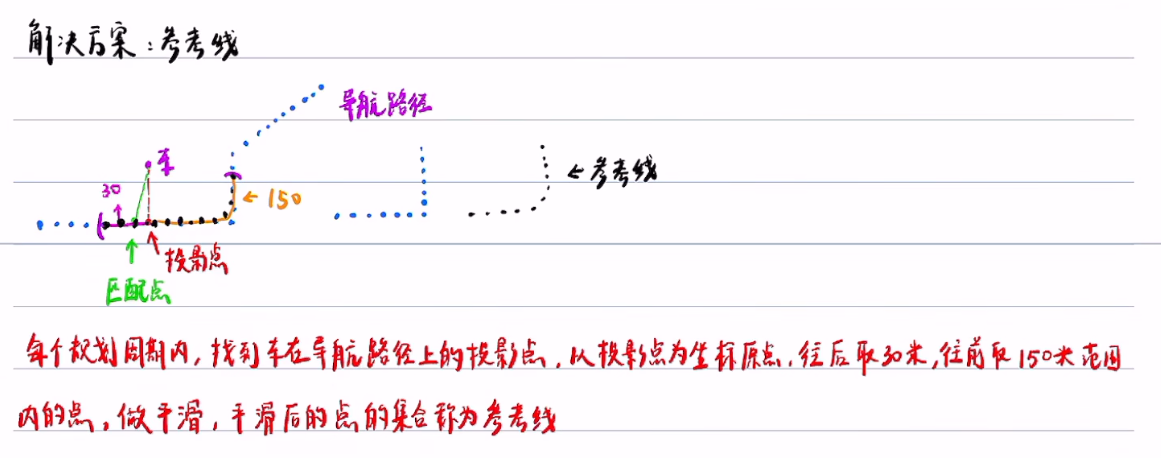 解决方案:参考线
导航路径
车
30
←150
←参考线
投影点
匹配点
每个规划周期内,找到车在导航路径上的投影点,以投影点为坐标原点,往后取30米,往前取150米范围
内的点,做平滑,平滑后的点的集合称为参考线